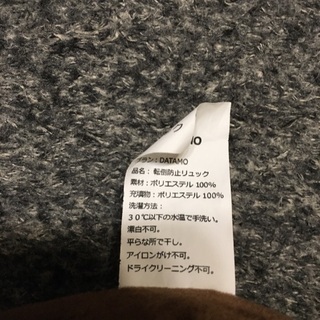 ブラン：DATAMO
品名：転倒防止リュック
素材：ポリエステル 100%
充填物：ポリエステル 100%
洗濯方法：
３０℃以下の水温で手洗い。
漂白不可。
平らな所で干し。
アイロンがけ不可。
ドライクリーニング不可。